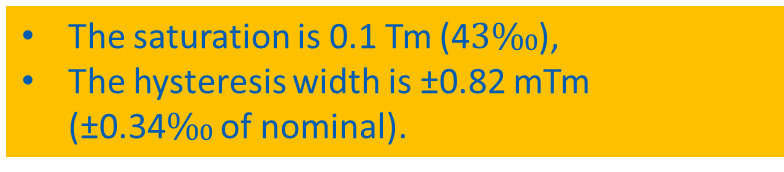 • The saturation is 0.1 Tm (43‰),
• The hysteresis width is ±0.82 mTm
(±0.34‰ of nominal).